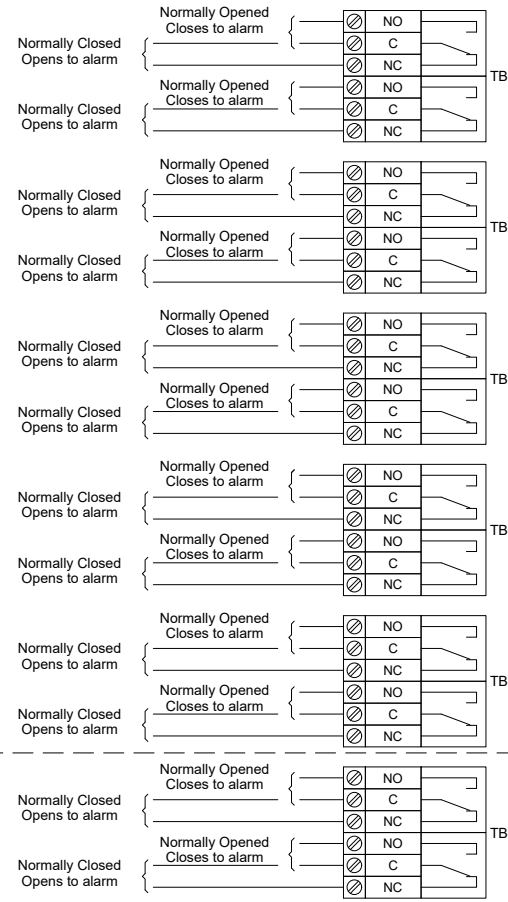 Normally Opened
Closes to alarm
NO
Normally Closed
Opens to alarm
C
NC
TB
Normally Opened
Closes to alarm
NO
Normally Closed
Opens to alarm
C
NC
Normally Opened
Closes to alarm
NO
Normally Closed
Opens to alarm
C
NC
TB
Normally Opened
Closes to alarm
NO
Normally Closed
Opens to alarm
C
NC
Normally Opened
Closes to alarm
NO
Normally Closed
Opens to alarm
C
NC
TB
Normally Opened
Closes to alarm
NO
Normally Closed
Opens to alarm
C
NC
Normally Opened
Closes to alarm
NO
Normally Closed
Opens to alarm
C
NC
TB
Normally Opened
Closes to alarm
NO
Normally Closed
Opens to alarm
C
NC
Normally Opened
Closes to alarm
NO
Normally Closed
Opens to alarm
C
NC
TB
Normally Opened
Closes to alarm
NO
Normally Closed
Opens to alarm
C
NC
Normally Opened
Closes to alarm
NO
Normally Closed
Opens to alarm
C
NC
TB
Normally Opened
Closes to alarm
NO
Normally Closed
Opens to alarm
C
NC